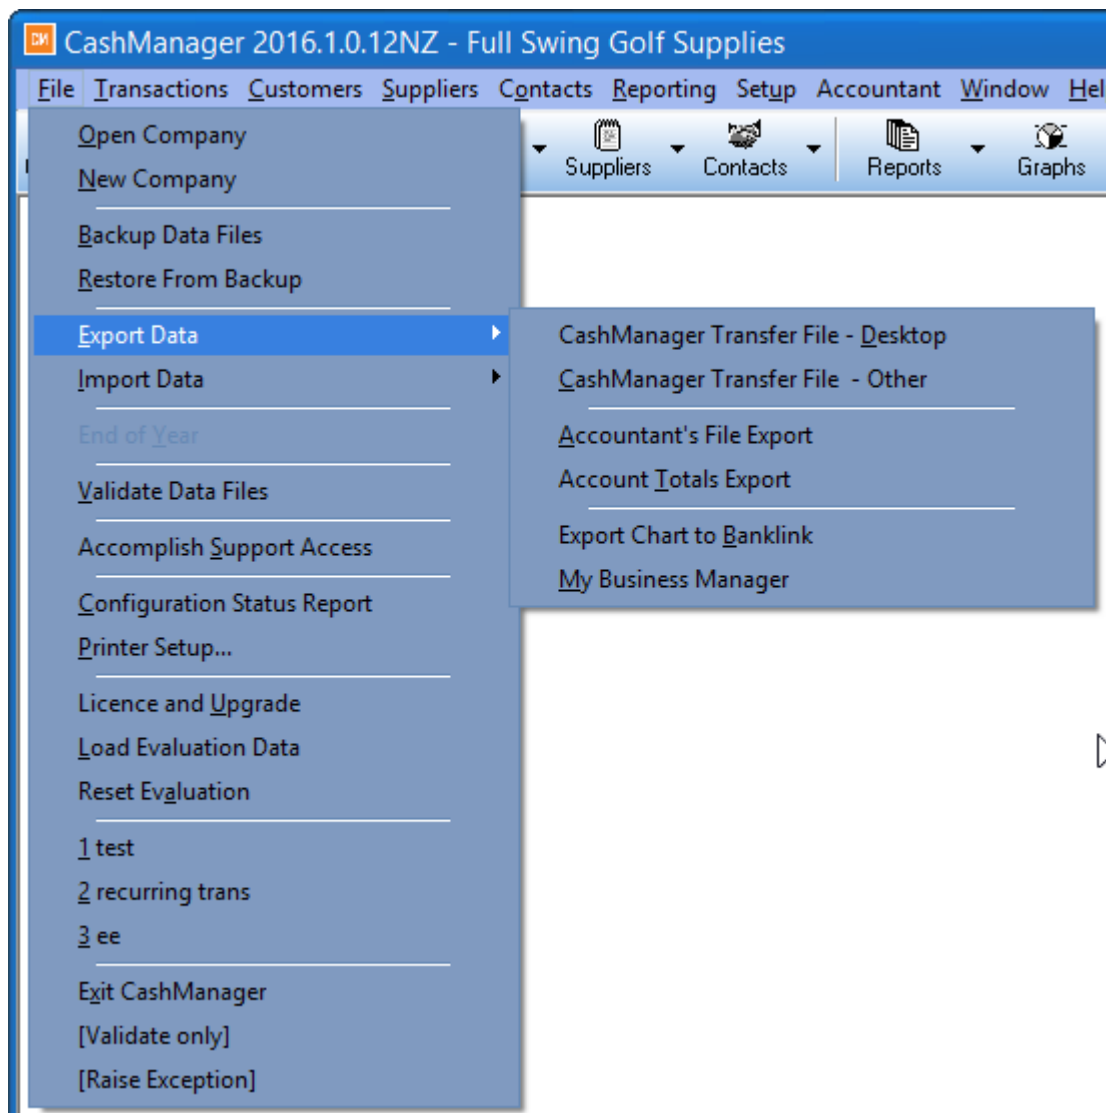 CashManager 2016.1.0.12NZ - Full Swing Golf Supplies
File Transactions Customers Suppliers Contacts Reporting Setup Accountant Window Hel
Suppliers Contacts Reports Graphs
Open Company
New Company
Backup Data Files
Restore From Backup
Export Data
Import Data
End of Year
Validate Data Files
Accomplish Support Access
Configuration Status Report
Printer Setup...
Licence and Upgrade
Load Evaluation Data
Reset Evaluation
1 test
2 recurring trans
3 ee
Exit CashManager
[Validate only]
[Raise Exception]
CashManager Transfer File - Desktop
CashManager Transfer File - Other
Accountant's File Export
Account Totals Export
Export Chart to Banklink
My Business Manager